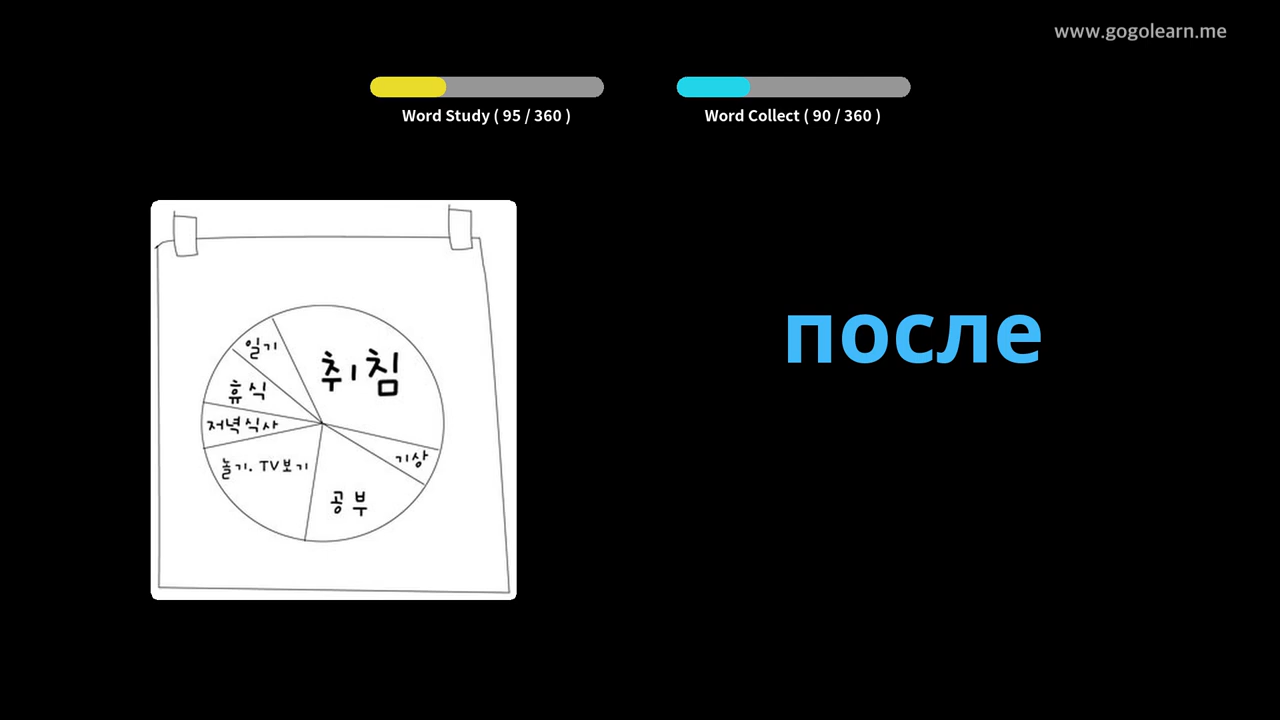 www.gogolearn.me
Word Study ( 95 / 360 )
Word Collect ( 90 / 360 )
일기
취침
휴식
저녁식사
기상
놀기. TV보기
공부
после